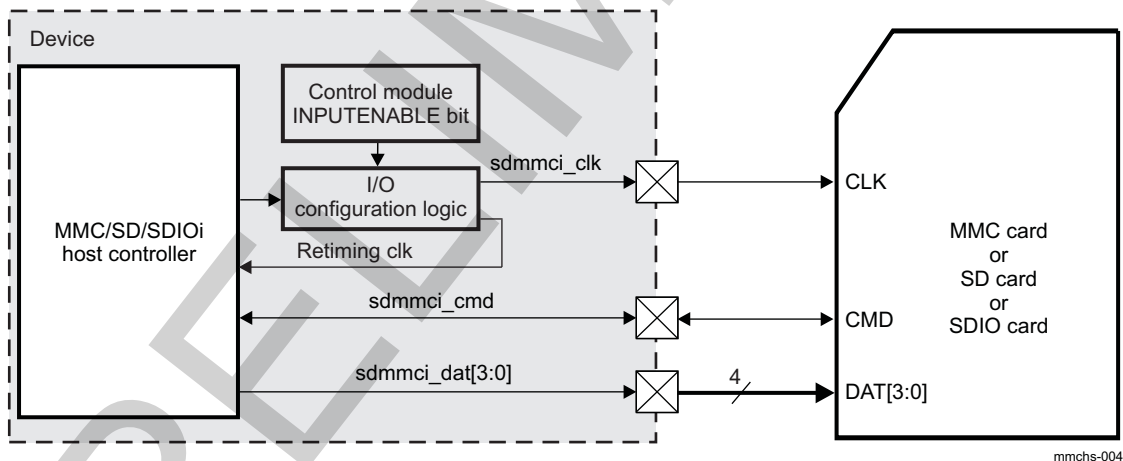 Device
Control module
INPUTENABLE bit
sdmmci_clk
I/O
configuration logic
CLK
MMC/SD/SDIOi
host controller
Retiming clk
MMC card
or
SD card
or
SDIO card
sdmmci_cmd
CMD
sdmmci_dat[3:0]
4
DAT[3:0]
mmchs-004